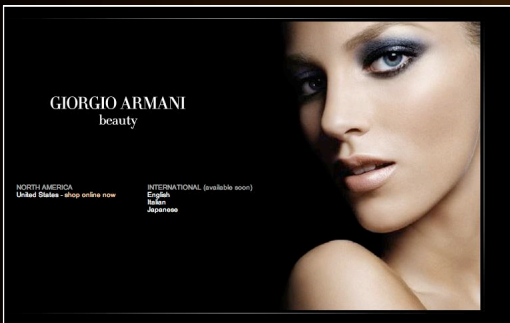 GIORGIO ARMANI
beauty
NORTH AMERICA
United States - shop online now
INTERNATIONAL (available soon)
English
Italian
Japanese